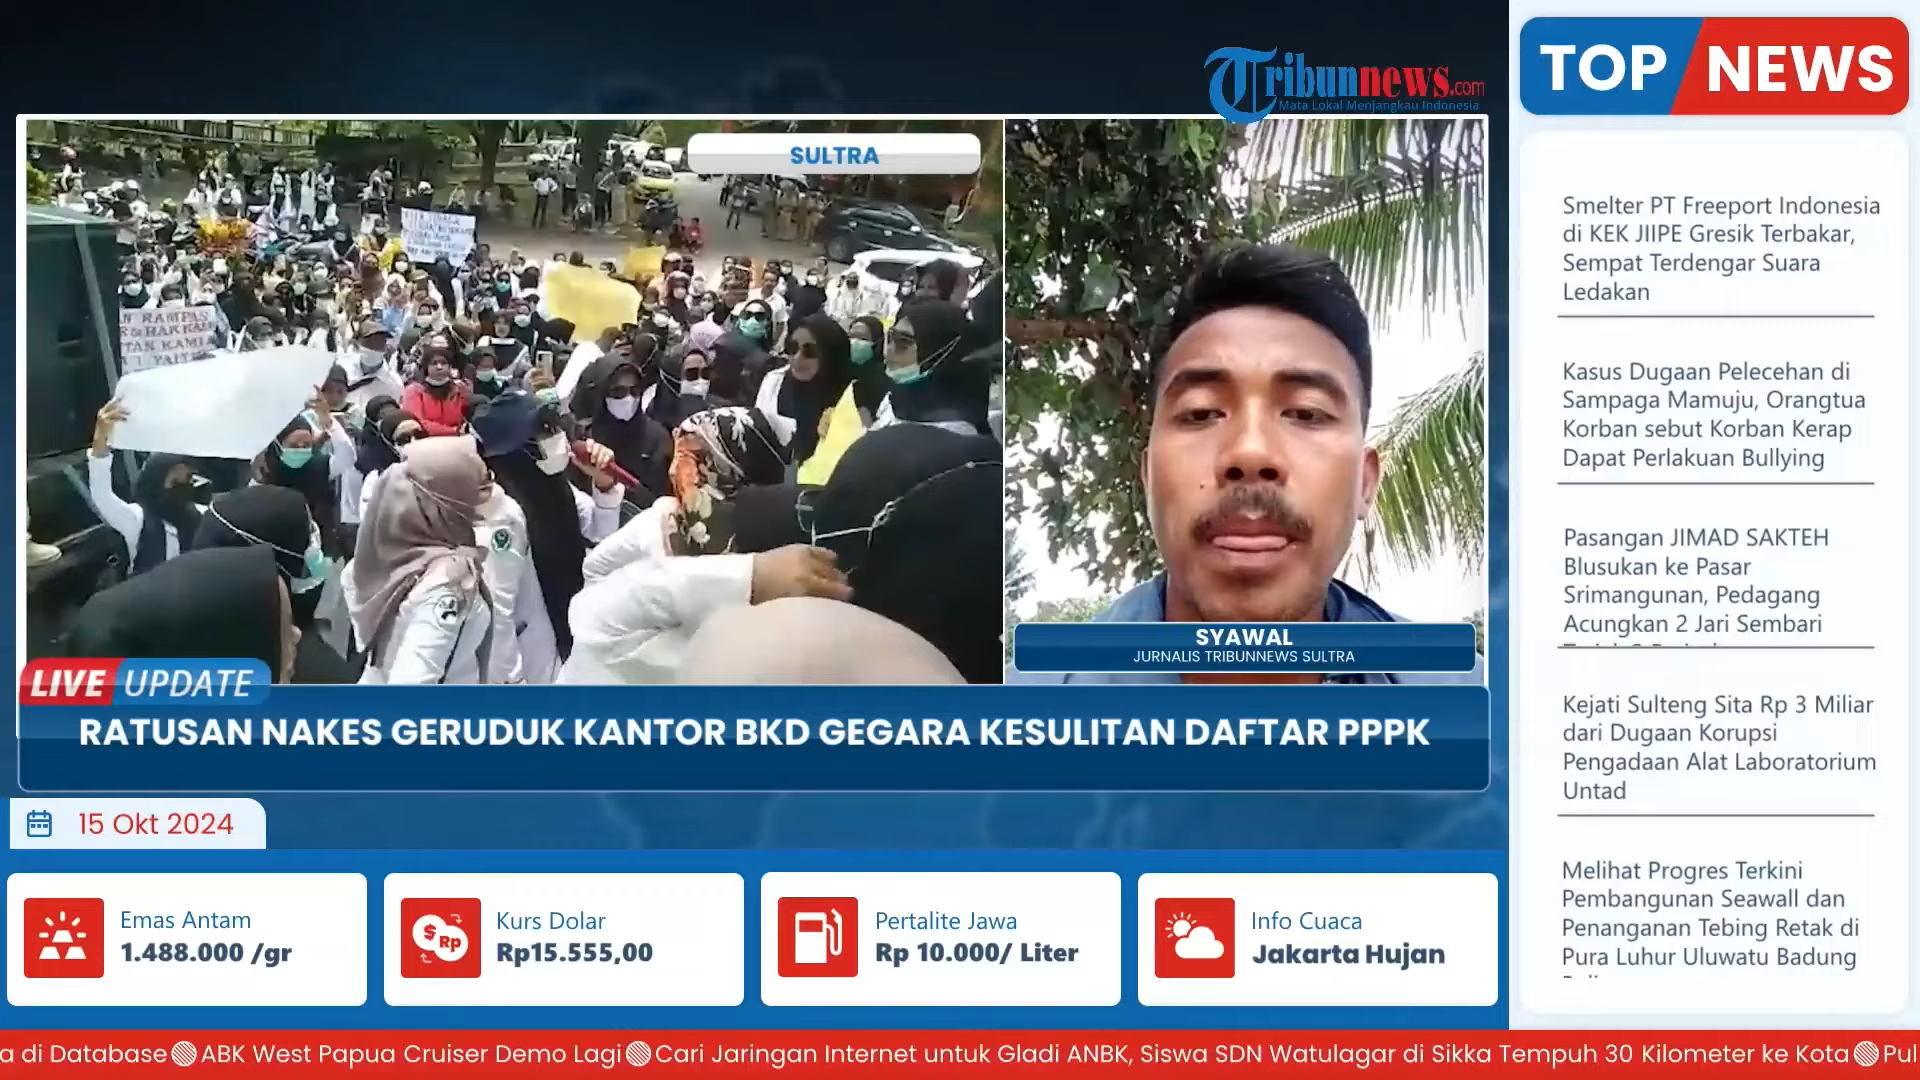 Tribunnews.com
Mata Lokal Menjangkau Indonesia
TOP NEWS
SULTRA
RAMPAS
HAK KAMI
SYAWAL
JURNALIS TRIBUNNEWS SULTRA
LIVE UPDATE
RATUSAN NAKES GERUDUK KANTOR BKD GEGARA KESULITAN DAFTAR PPPK
15 Okt 2024
Emas Antam
1.488.000 /gr
Kurs Dolar
Rp15.555,00
Pertalite Jawa
Rp 10.000/ Liter
Info Cuaca
Jakarta Hujan
Smelter PT Freeport Indonesia
di KEK JIIPE Gresik Terbakar,
Sempat Terdengar Suara
Ledakan
Kasus Dugaan Pelecehan di
Sampaga Mamuju, Orangtua
Korban sebut Korban Kerap
Dapat Perlakuan Bullying
Pasangan JIMAD SAKTEH
Blusukan ke Pasar
Srimangunan, Pedagang
Acungkan 2 Jari Sembari
Kejati Sulteng Sita Rp 3 Miliar
dari Dugaan Korupsi
Pengadaan Alat Laboratorium
Untad
Melihat Progres Terkini
Pembangunan Seawall dan
Penanganan Tebing Retak di
Pura Luhur Uluwatu Badung
a di Database ABK West Papua Cruiser Demo Lagi Cari Jaringan Internet untuk Gladi ANBK, Siswa SDN Watulagar di Sikka Tempuh 30 Kilometer ke Kota Pul